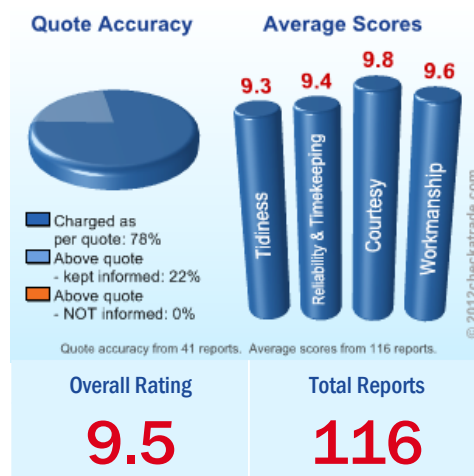 Quote Accuracy
Average Scores
9.3
9.4
9.8
9.6
Tidiness
Reliability & Timekeeping
Courtesy
Workmanship
Charged as
per quote: 78%
Above quote
- kept informed: 22%
Above quote
- NOT informed: 0%
© 2012checkatrade.com
Quote accuracy from 41 reports. Average scores from 116 reports.
Overall Rating
9.5
Total Reports
116